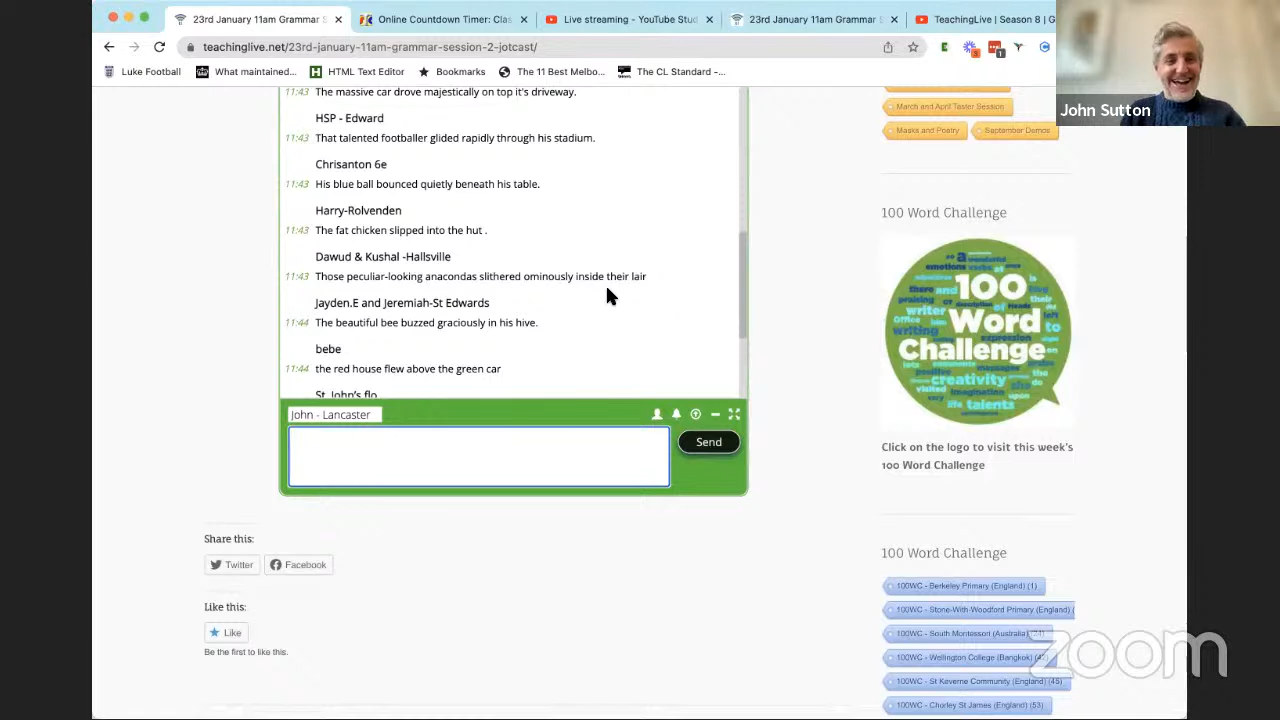 23rd January 11am Grammar S
Online Countdown Timer: Clas
Live streaming - YouTube Stud
23rd January 11am Grammar L
TeachingLive | Season 8 | G
teachinglive.net/23rd-january-11am-grammar-session-2-jotcast/
Luke Football
What maintained...
HTML Text Editor
Bookmarks
The 11 Best Melbo...
The CL Standard -...
John Sutton
11:43 The massive car drove majestically on top it's driveway.
HSP - Edward
11:43 That talented footballer glided rapidly through his stadium.
Chrisanton 6e
11:43 His blue ball bounced quietly beneath his table.
Harry-Rolvenden
11:43 The fat chicken slipped into the hut .
Dawud & Kushal -Hallsville
11:43 Those peculiar-looking anacondas slithered ominously inside their lair
Jayden.E and Jeremiah-St Edwards
11:44 The beautiful bee buzzed graciously in his hive.
bebe
11:44 the red house flew above the green car
St. John's flo
John - Lancaster
Send
Share this:
Twitter
Facebook
Like this:
Like
Be the first to like this.
March and April Taster Session
Masks and Poetry
September Demos
100 Word Challenge
100
Word
Challenge
creativity
Click on the logo to visit this week's
100 Word Challenge
100 Word Challenge
100WC - Berkeley Primary (England) (1)
100WC - Stone-With-Woodford Primary (England) (
100WC - South Montessori (Australia)
100WC - Wellington College (Bangkok)
100WC - St Keverne Community (England) (45)
100WC - Chorley St James (England) (53)
zoom